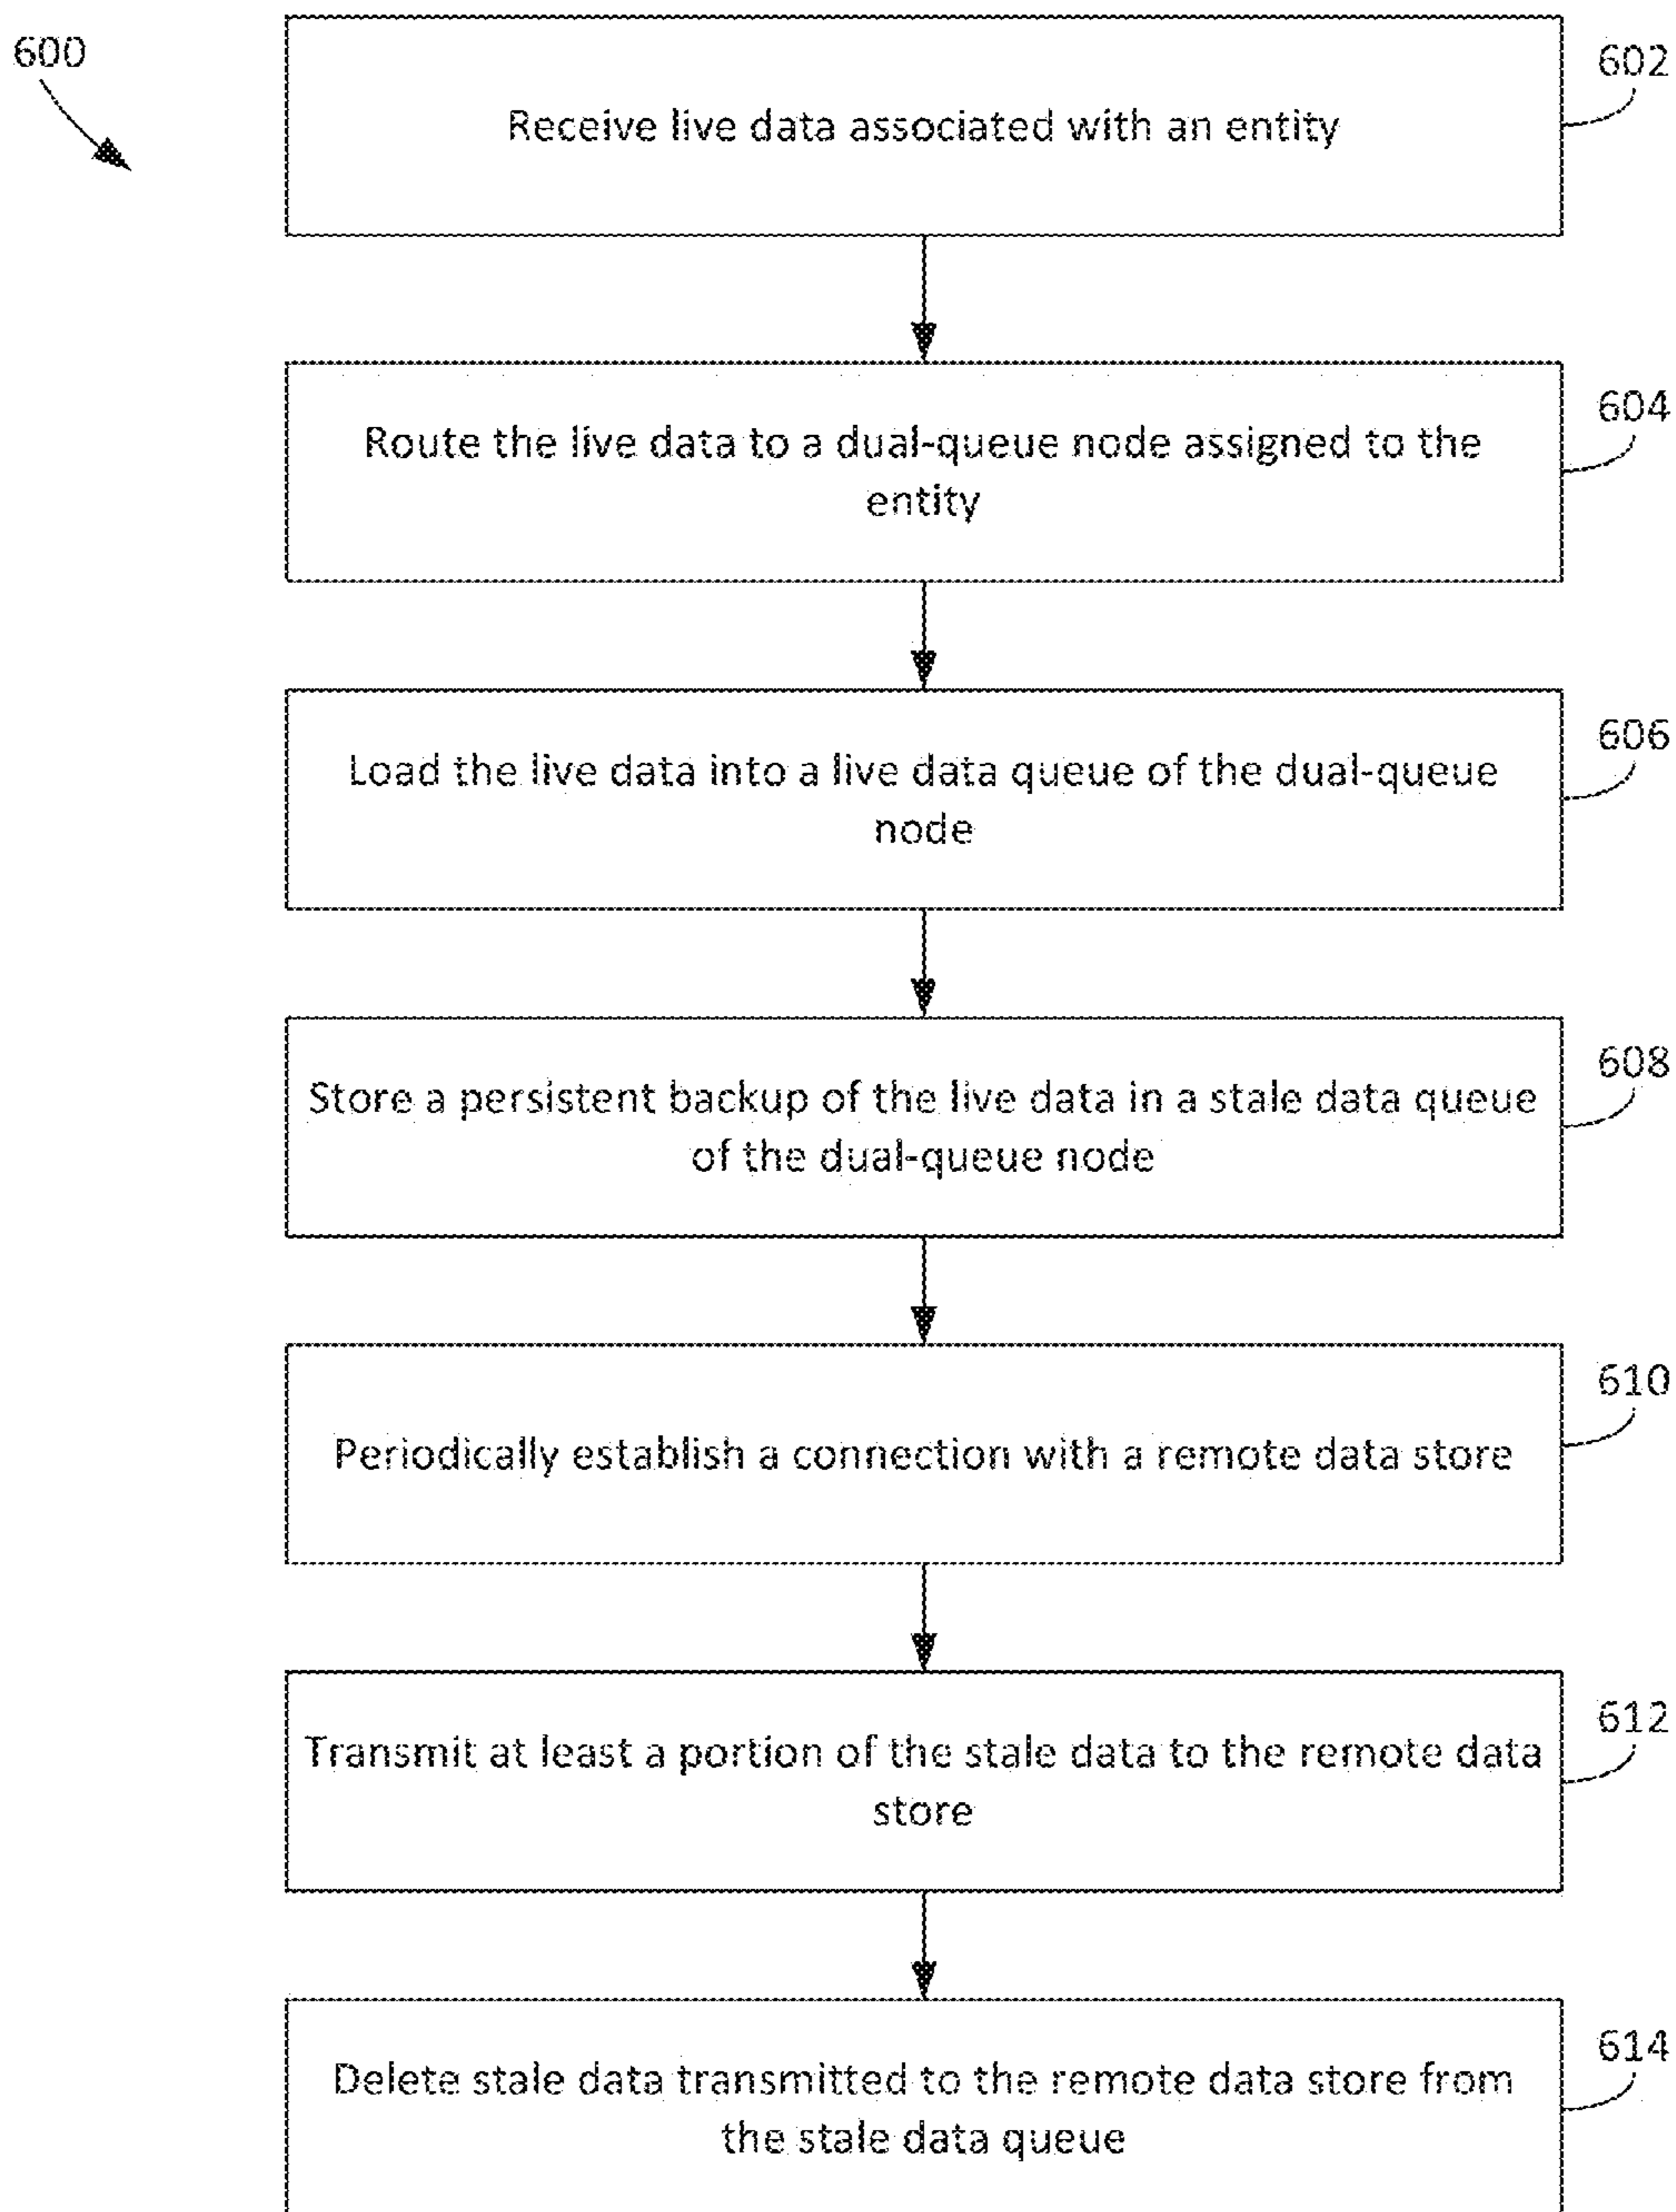 600
602
Receive live data associated with an entity
604
Route the live data to a dual-queue node assigned to the
entity
606
Load the live data into a live data queue of the dual-queue
node
608
Store a persistent backup of the live data in a stale data queue
of the dual-queue node
610
Periodically establish a connection with a remote data store
612
Transmit at least a portion of the stale data to the remote data
store
614
Delete stale data transmitted to the remote data store from
the stale data queue